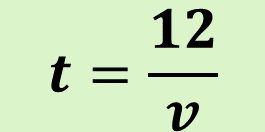 t = 12/v